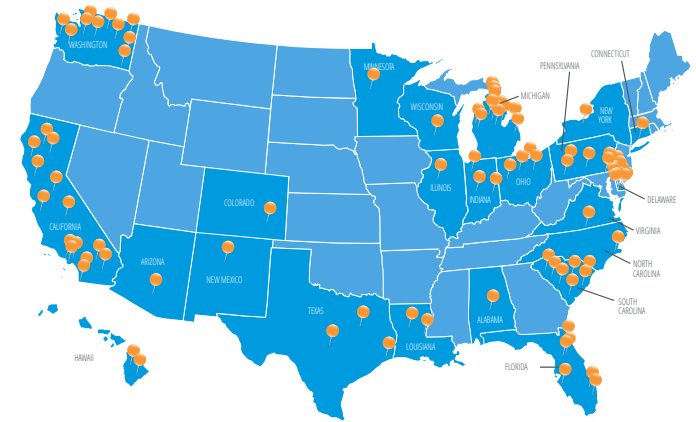 WASHINGTON
MINNESOTA
CONNECTICUT
PENNSYLVANIA
MICHIGAN
WISCONSIN
NEW
YORK
ILLINOIS
INDIANA
OHIO
DELAWARE
COLORADO
CALIFORNIA
VIRGINIA
ARIZONA
NEW MEXICO
NORTH
CAROLINA
SOUTH
CAROLINA
TEXAS
ALABAMA
LOUISIANA
HAWAII
FLORIDA